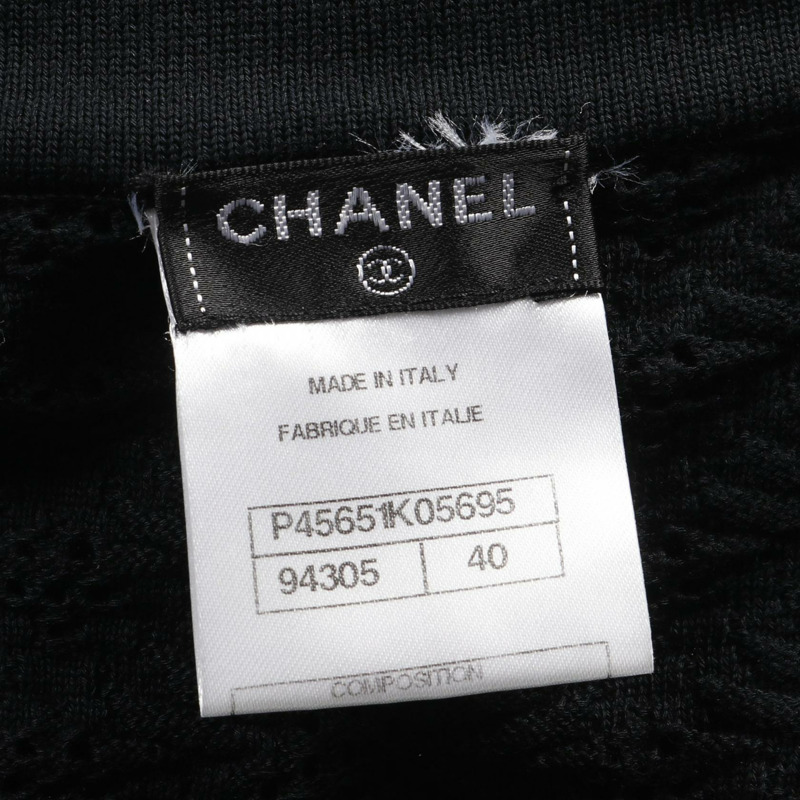 CHANEL
MADE IN ITALY
FABRIQUE EN ITALIE
P45651K05695
94305 40
COMPOSITION